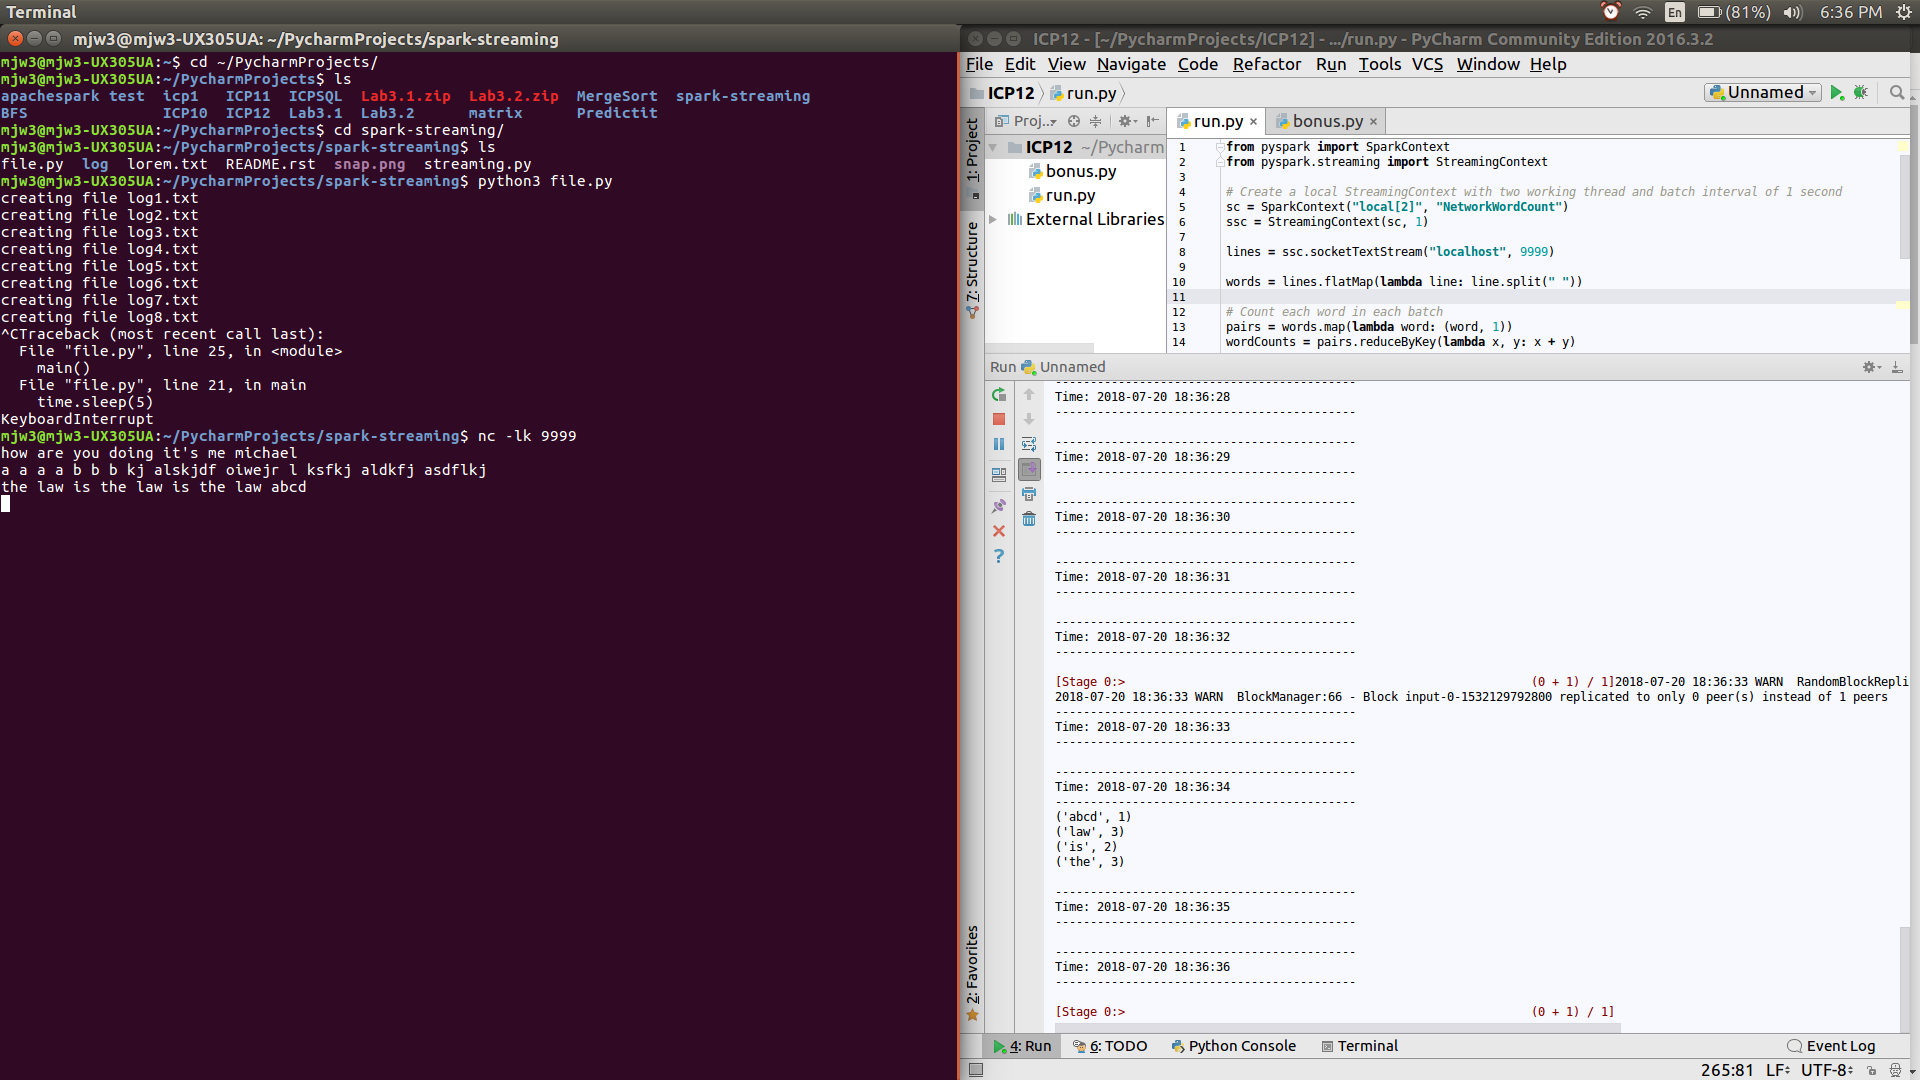 Terminal
En (81%) 6:36 PM
mjw3@mjw3-UX305UA: ~/PycharmProjects/spark-streaming
mjw3@mjw3-UX305UA:~$ cd ~/PycharmProjects/
mjw3@mjw3-UX305UA:~/PycharmProjects$ ls
apachespark test  icp1   ICP11  ICPSQL  Lab3.1.zip  Lab3.2.zip  MergeSort  spark-streaming
BFS               ICP10  ICP12  Lab3.1  Lab3.2      matrix      Predictit
mjw3@mjw3-UX305UA:~/PycharmProjects$ cd spark-streaming/
mjw3@mjw3-UX305UA:~/PycharmProjects/spark-streaming$ ls
file.py  log  lorem.txt  README.rst  snap.png  streaming.py
mjw3@mjw3-UX305UA:~/PycharmProjects/spark-streaming$ python3 file.py
creating file log1.txt
creating file log2.txt
creating file log3.txt
creating file log4.txt
creating file log5.txt
creating file log6.txt
creating file log7.txt
creating file log8.txt
^CTraceback (most recent call last):
  File "file.py", line 25, in <module>
    main()
  File "file.py", line 21, in main
    time.sleep(5)
KeyboardInterrupt
mjw3@mjw3-UX305UA:~/PycharmProjects/spark-streaming$ nc -lk 9999
how are you doing it's me michael
a a a a b b b kj alskjdf oiwejr l ksfkj aldkfj asdflkj
the law is the law is the law abcd
ICP12 - [~/PycharmProjects/ICP12] - .../run.py - PyCharm Community Edition 2016.3.2
File Edit View Navigate Code Refactor Run Tools VCS Window Help
ICP12 run.py Unnamed
1: Project
7: Structure
2: Favorites
Proj...
ICP12 ~/Pycharm
bonus.py
run.py
External Libraries
run.py bonus.py
1 from pyspark import SparkContext
2 from pyspark.streaming import StreamingContext
3
4 # Create a local StreamingContext with two working thread and batch interval of 1 second
5 sc = SparkContext("local[2]", "NetworkWordCount")
6 ssc = StreamingContext(sc, 1)
7
8 lines = ssc.socketTextStream("localhost", 9999)
9
10 words = lines.flatMap(lambda line: line.split(" "))
11
12 # Count each word in each batch
13 pairs = words.map(lambda word: (word, 1))
14 wordCounts = pairs.reduceByKey(lambda x, y: x + y)
Run Unnamed
-------------------------------------------
Time: 2018-07-20 18:36:28
-------------------------------------------
-------------------------------------------
Time: 2018-07-20 18:36:29
-------------------------------------------
-------------------------------------------
Time: 2018-07-20 18:36:30
-------------------------------------------
-------------------------------------------
Time: 2018-07-20 18:36:31
-------------------------------------------
-------------------------------------------
Time: 2018-07-20 18:36:32
-------------------------------------------
[Stage 0:>                                                          (0 + 1) / 1]2018-07-20 18:36:33 WARN  RandomBlockRepli
2018-07-20 18:36:33 WARN  BlockManager:66 - Block input-0-1532129792800 replicated to only 0 peer(s) instead of 1 peers
-------------------------------------------
Time: 2018-07-20 18:36:33
-------------------------------------------
-------------------------------------------
Time: 2018-07-20 18:36:34
-------------------------------------------
('abcd', 1)
('law', 3)
('is', 2)
('the', 3)
-------------------------------------------
Time: 2018-07-20 18:36:35
-------------------------------------------
-------------------------------------------
Time: 2018-07-20 18:36:36
-------------------------------------------
[Stage 0:>                                                          (0 + 1) / 1]
4: Run 6: TODO Python Console Terminal Event Log
265:81 LF UTF-8